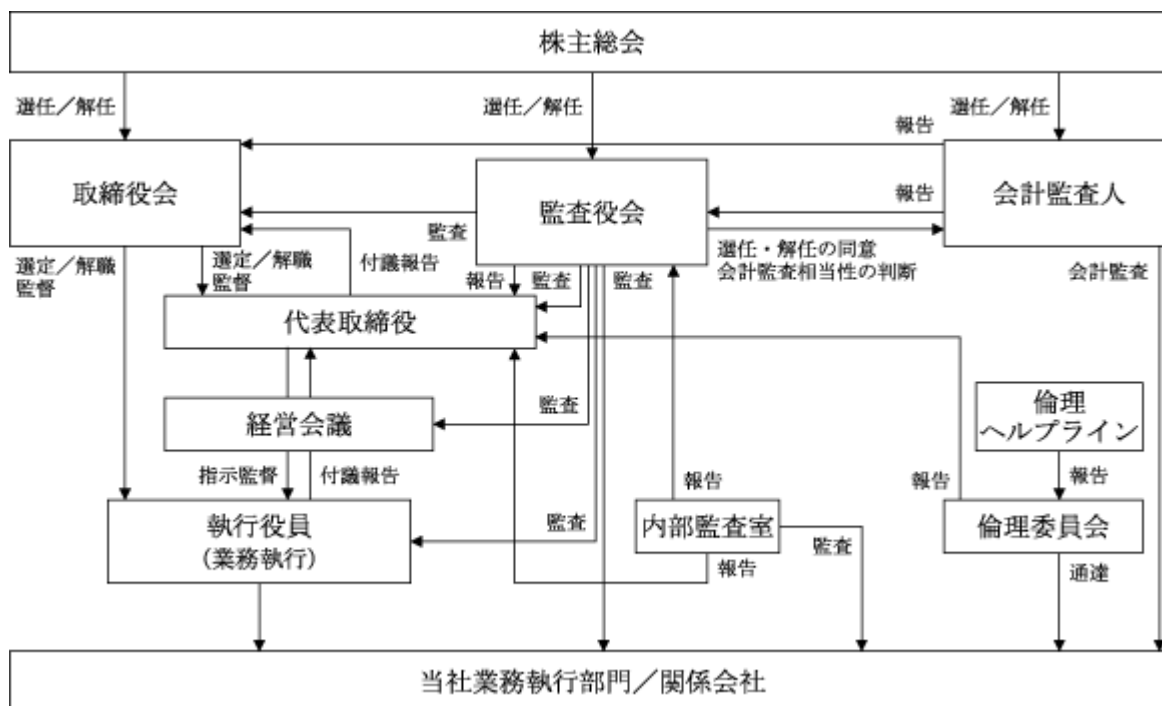 株主総会
選任／解任
選任／解任
選任／解任
報告
取締役会
監査役会
会計監査人
報告
監査
選任・解任の同意
会計監査相当性の判断
選定／解職
監督
選定／解職
監督
付議報告
報告
監査
監査
会計監査
代表取締役
経営会議
監査
倫理
ヘルプライン
指示監督
付議報告
報告
報告
報告
執行役員
（業務執行）
監査
内部監査室
監査
倫理委員会
報告
通達
当社業務執行部門／関係会社